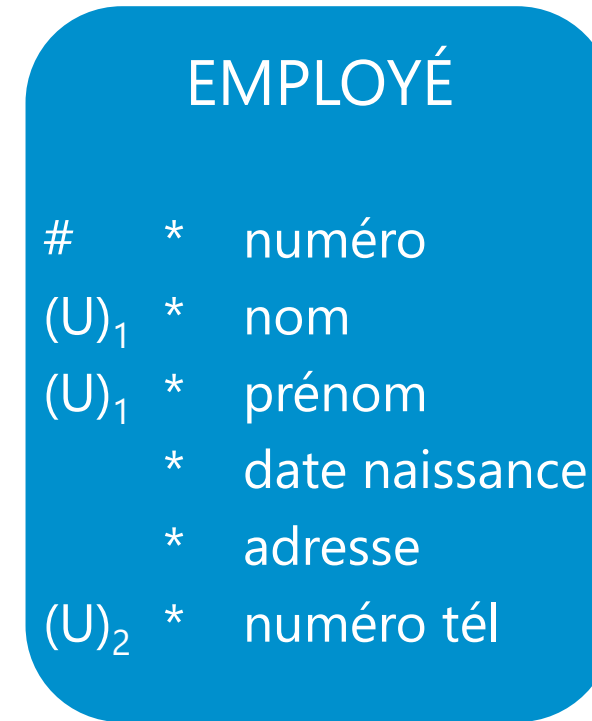 EMPLOYÉ
# * numéro
(U)₁ * nom
(U)₁ * prénom
* date naissance
* adresse
(U)₂ * numéro tél